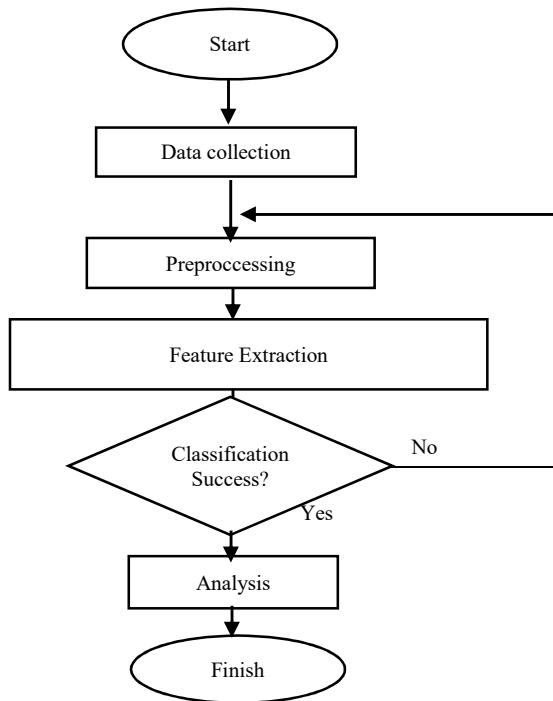 Start
Data collection
Preproccessing
Feature Extraction
Classification
Success?
No
Yes
Analysis
Finish